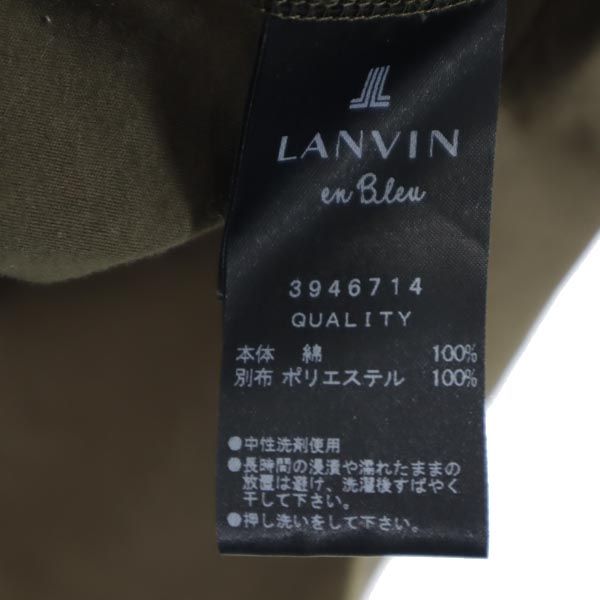 LANVIN
en Bleu
3946714
QUALITY
本体 綿 100%
別布 ポリエステル 100%
●中性洗剤使用
●長時間の浸漬や濡れたままの
放置は避け、洗濯後すばやく
干して下さい。
●押し洗いをして下さい。